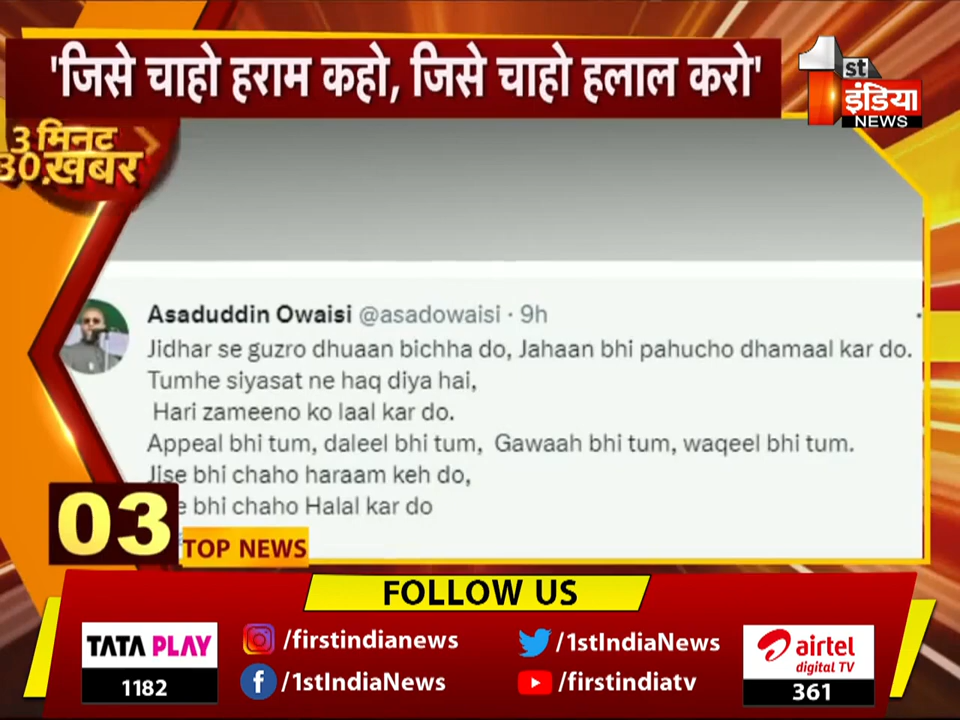 'जिसे चाहो हराम कहो, जिसे चाहो हलाल करो'
1st
इंडिया
NEWS
3 मिनट
30 ख़बर
Asaduddin Owaisi @asadowaisi · 9h
Jidhar se guzro dhuaan bichha do, Jahaan bhi pahucho dhamaal kar do.
Tumhe siyasat ne haq diya hai,
Hari zameeno ko laal kar do.
Appeal bhi tum, daleel bhi tum, Gawaah bhi tum, waqeel bhi tum.
Jise bhi chaho haraam keh do,
bhi chaho Halal kar do
03
TOP NEWS
FOLLOW US
TATA PLAY
1182
/firstindianews
/1stIndiaNews
/1stIndiaNews
/firstindiatv
airtel
digital TV
361